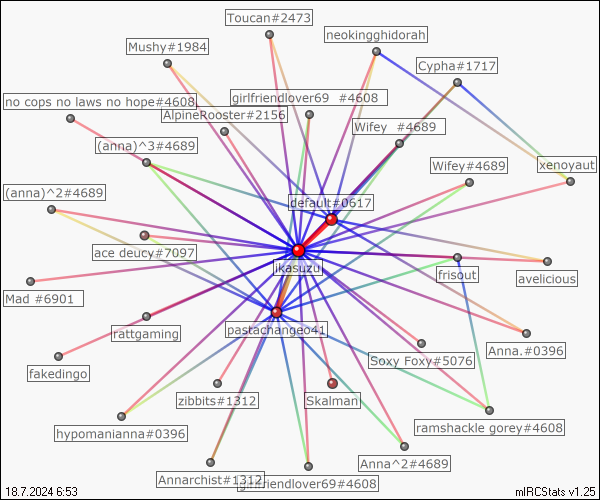 Toucan#2473
neokingghidorah
Mushy#1984
Cypha#1717
no cops no laws no hope#4608
girlfriendlover69 #4608
AlpineRooster#2156
Wifey #4689
(anna)^3#4689
Wifey#4689
xenoyaut
(anna)^2#4689
default#0617
ace deucy#7097
ikasuzu
frisout
avelicious
Mad #6901
rattgaming
pastachangeo41
Anna.#0396
fakedingo
Soxy Foxy#5076
zibbits#1312
Skalman
ramshackle gorey#4608
hypomanianna#0396
Anna^2#4689
Annarchist#1312
girlfriendlover69#4608
18.7.2024 6:53
mIRCStats v1.25